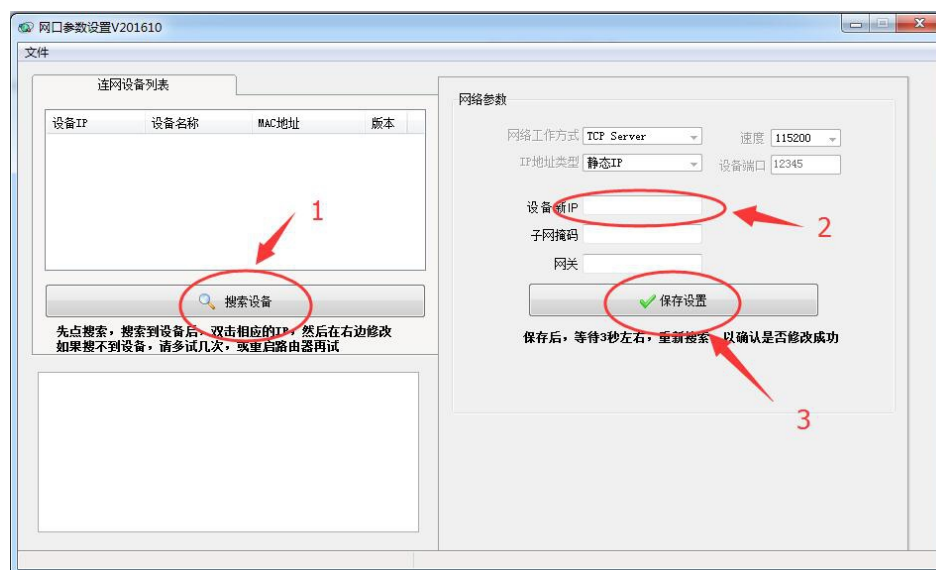 网口参数设置V201610
文件
连网设备列表
设备IP 设备名称 MAC地址 版本
1
搜索设备
先点搜索，搜索到设备后，双击相应的IP，然后在右边修改
如果搜不到设备，请多试几次，或重启路由器再试
网络参数
网络工作方式 TCP Server 速度 115200
IP地址类型 静态IP 设备端口 12345
设备新IP
2
子网掩码
网关
保存设置
保存后，等待3秒左右，重新搜索，以确认是否修改成功
3